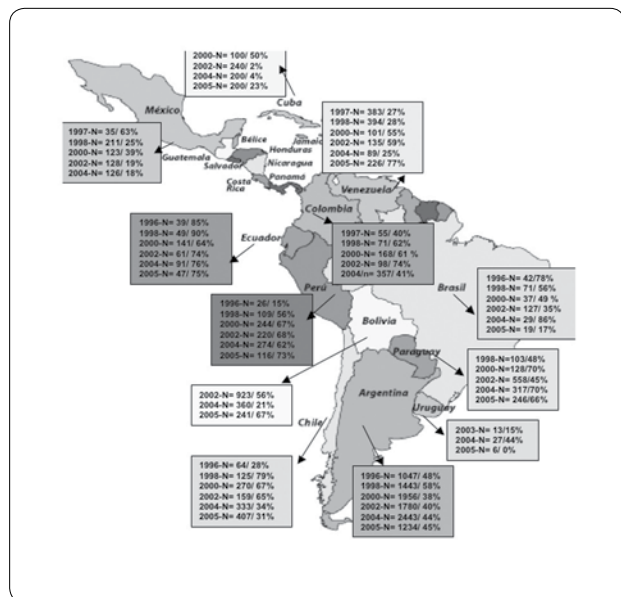 2000-N= 100/ 50%
2002-N= 240/ 2%
2004-N= 200/ 4%
2005-N= 200/ 23%
Cuba
México
1997-N= 383/ 27%
1998-N= 394/ 28%
2000-N= 101/ 55%
2002-N= 135/ 59%
2004-N= 89/ 25%
2005-N= 226/ 77%
1997-N= 35/ 63%
1998-N= 211/ 25%
2000-N= 123/ 39%
2002-N= 128/ 19%
2004-N= 126/ 18%
Bélice
Jamaica
Honduras
Guatemala
Salvador
Nicaragua
Costa
Rica
Panamá
Venezuela
Colombia
1996-N= 39/ 85%
1998-N= 49/ 90%
2000-N= 141/ 64%
2002-N= 61/ 74%
2004-N= 91/ 76%
2005-N= 47/ 75%
Ecuador
1997-N= 55/ 40%
1998-N= 71/ 62%
2000-N= 168/ 61 %
2002-N= 98/ 74%
2004/n= 357/ 41%
Perú
Brasil
1996-N= 42/78%
1998-N= 71/ 56%
2000-N= 37/ 49 %
2002-N= 127/ 35%
2004-N= 29/ 86%
2005-N= 19/ 17%
1996-N= 26/ 15%
1998-N= 109/ 56%
2000-N= 244/ 67%
2002-N= 220/ 68%
2004-N= 274/ 62%
2005-N= 116/ 73%
Bolivia
Paraguay
1998-N=103/48%
2000-N=128/70%
2002-N= 558/45%
2004-N= 317/70%
2005-N= 246/66%
2002-N= 923/ 56%
2004-N= 360/ 21%
2005-N= 241/ 67%
Argentina
Chile
Uruguay
2003-N= 13/15%
2004-N= 27/44%
2005-N= 6/ 0%
1996-N= 64/ 28%
1998-N= 125/ 79%
2000-N= 270/ 67%
2002-N= 159/ 65%
2004-N= 333/ 34%
2005-N= 407/ 31%
1996-N= 1047/ 48%
1998-N= 1443/ 58%
2000-N= 1956/ 38%
2002-N= 1780/ 40%
2004-N= 2443/ 44%
2005-N= 1234/ 45%